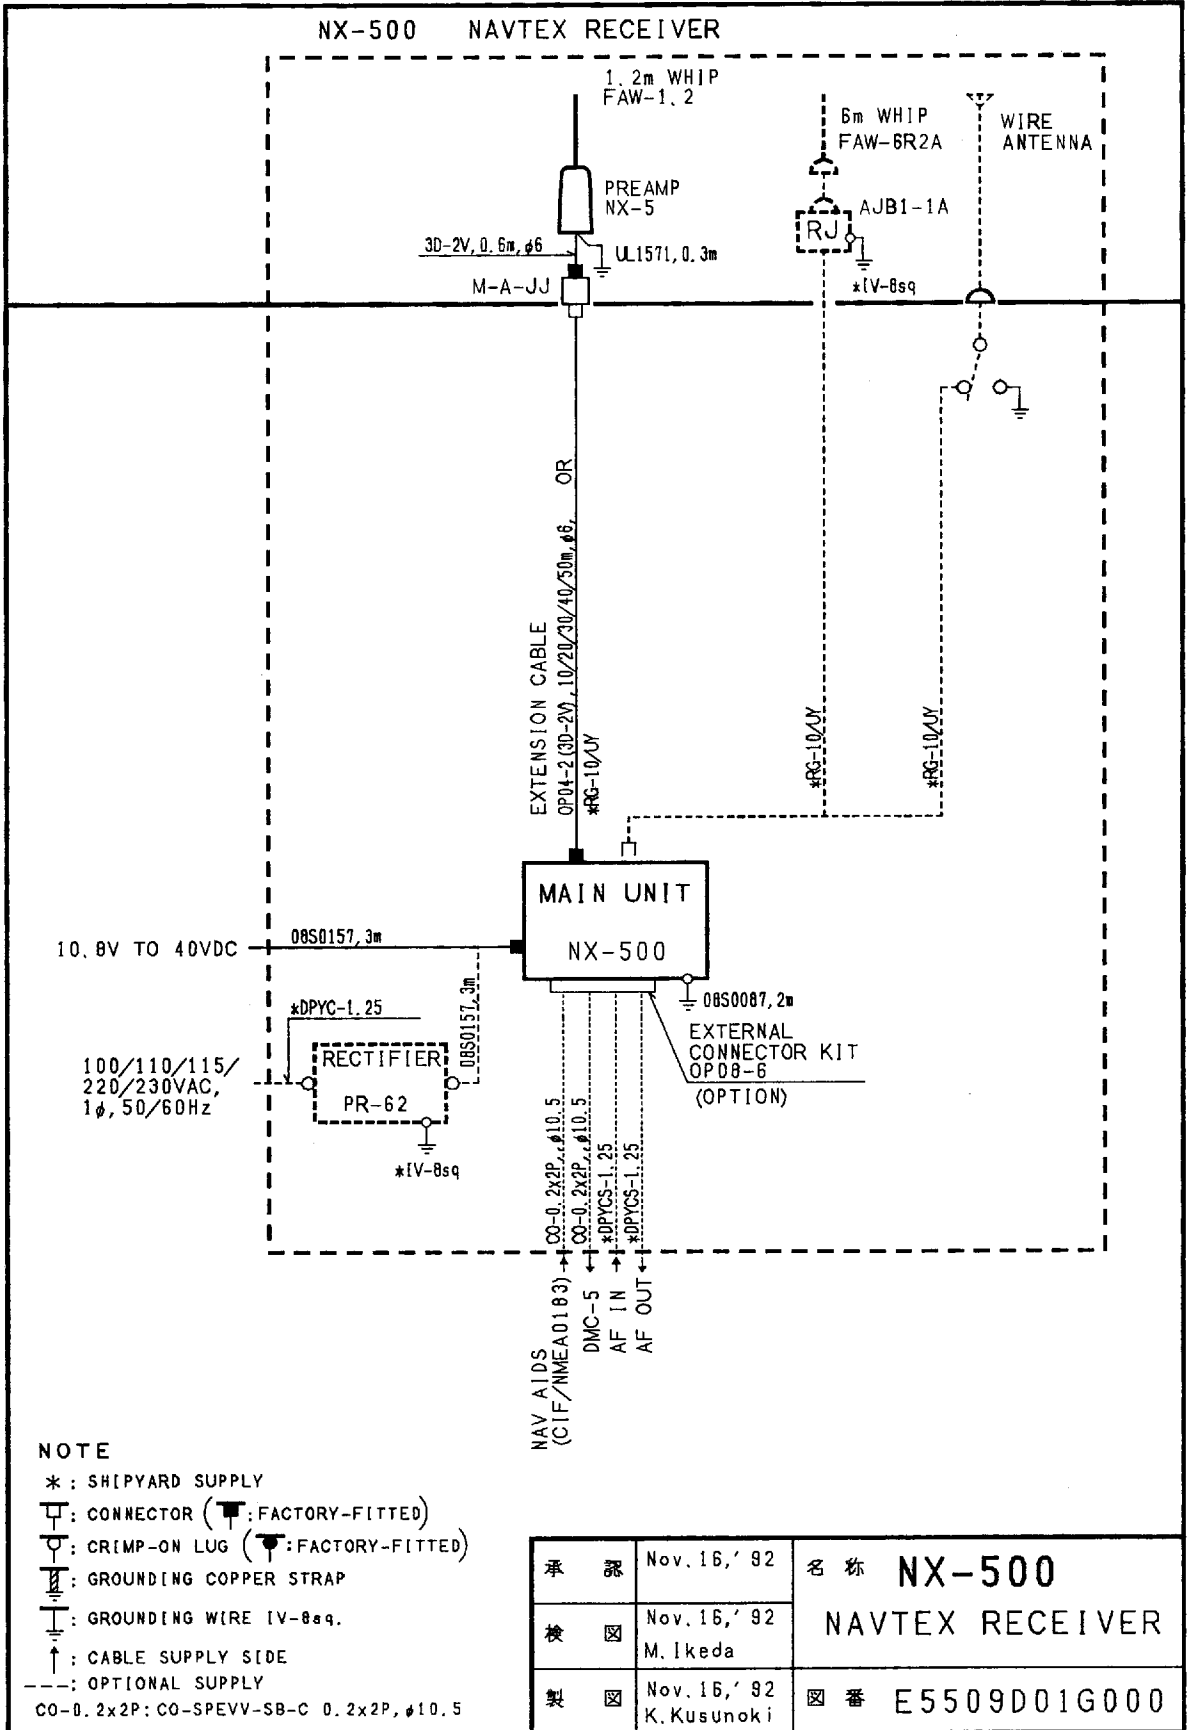 NX-500 NAVTEX RECEIVER
1.2m WHIP
FAW-1.2
6m WHIP
FAW-6R2A
WIRE
ANTENNA
PREAMP
NX-5
AJB1-1A
RJ
3D-2V, 0.6m, φ6
UL1571, 0.3m
M-A-JJ
*IV-8sq
EXTENSION CABLE
OP04-2(3D-2V), 10/20/30/40/50m, φ6, OR
*RG-10/UY
*RG-10/UY
*RG-10/UY
MAIN UNIT
NX-500
10.8V TO 40VDC
08S0157, 3m
08S0157, 3m
*DPYC-1.25
08S0087, 2m
EXTERNAL
CONNECTOR KIT
OP08-6
(OPTION)
100/110/115/
220/230VAC,
1φ, 50/60Hz
RECTIFIER
PR-62
*IV-8sq
CO-0.2x2P, φ10.5
CO-0.2x2P, φ10.5
*DPYCS-1.25
*DPYCS-1.25
NAV AIDS
(CIF/NMEA0183)
DMC-5
AF IN
AF OUT
NOTE
* : SHIPYARD SUPPLY
: CONNECTOR ( : FACTORY-FITTED)
: CRIMP-ON LUG ( : FACTORY-FITTED)
: GROUNDING COPPER STRAP
: GROUNDING WIRE IV-8sq.
: CABLE SUPPLY SIDE
---: OPTIONAL SUPPLY
CO-0.2x2P: CO-SPEVV-SB-C 0.2x2P, φ10.5
承認 Nov. 16, '92
検図 Nov. 16, '92
M. Ikeda
製図 Nov. 16, '92
K. Kusunoki
名称 NX-500
NAVTEX RECEIVER
図番 E5509D01G000